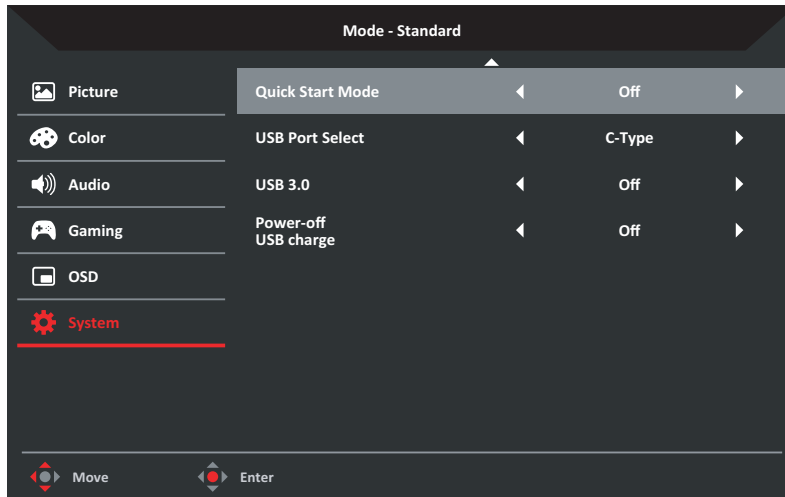 Mode - Standard
Picture
Color
Audio
Gaming
OSD
System
Quick Start Mode Off
USB Port Select C-Type
USB 3.0 Off
Power-off
USB charge Off
Move Enter